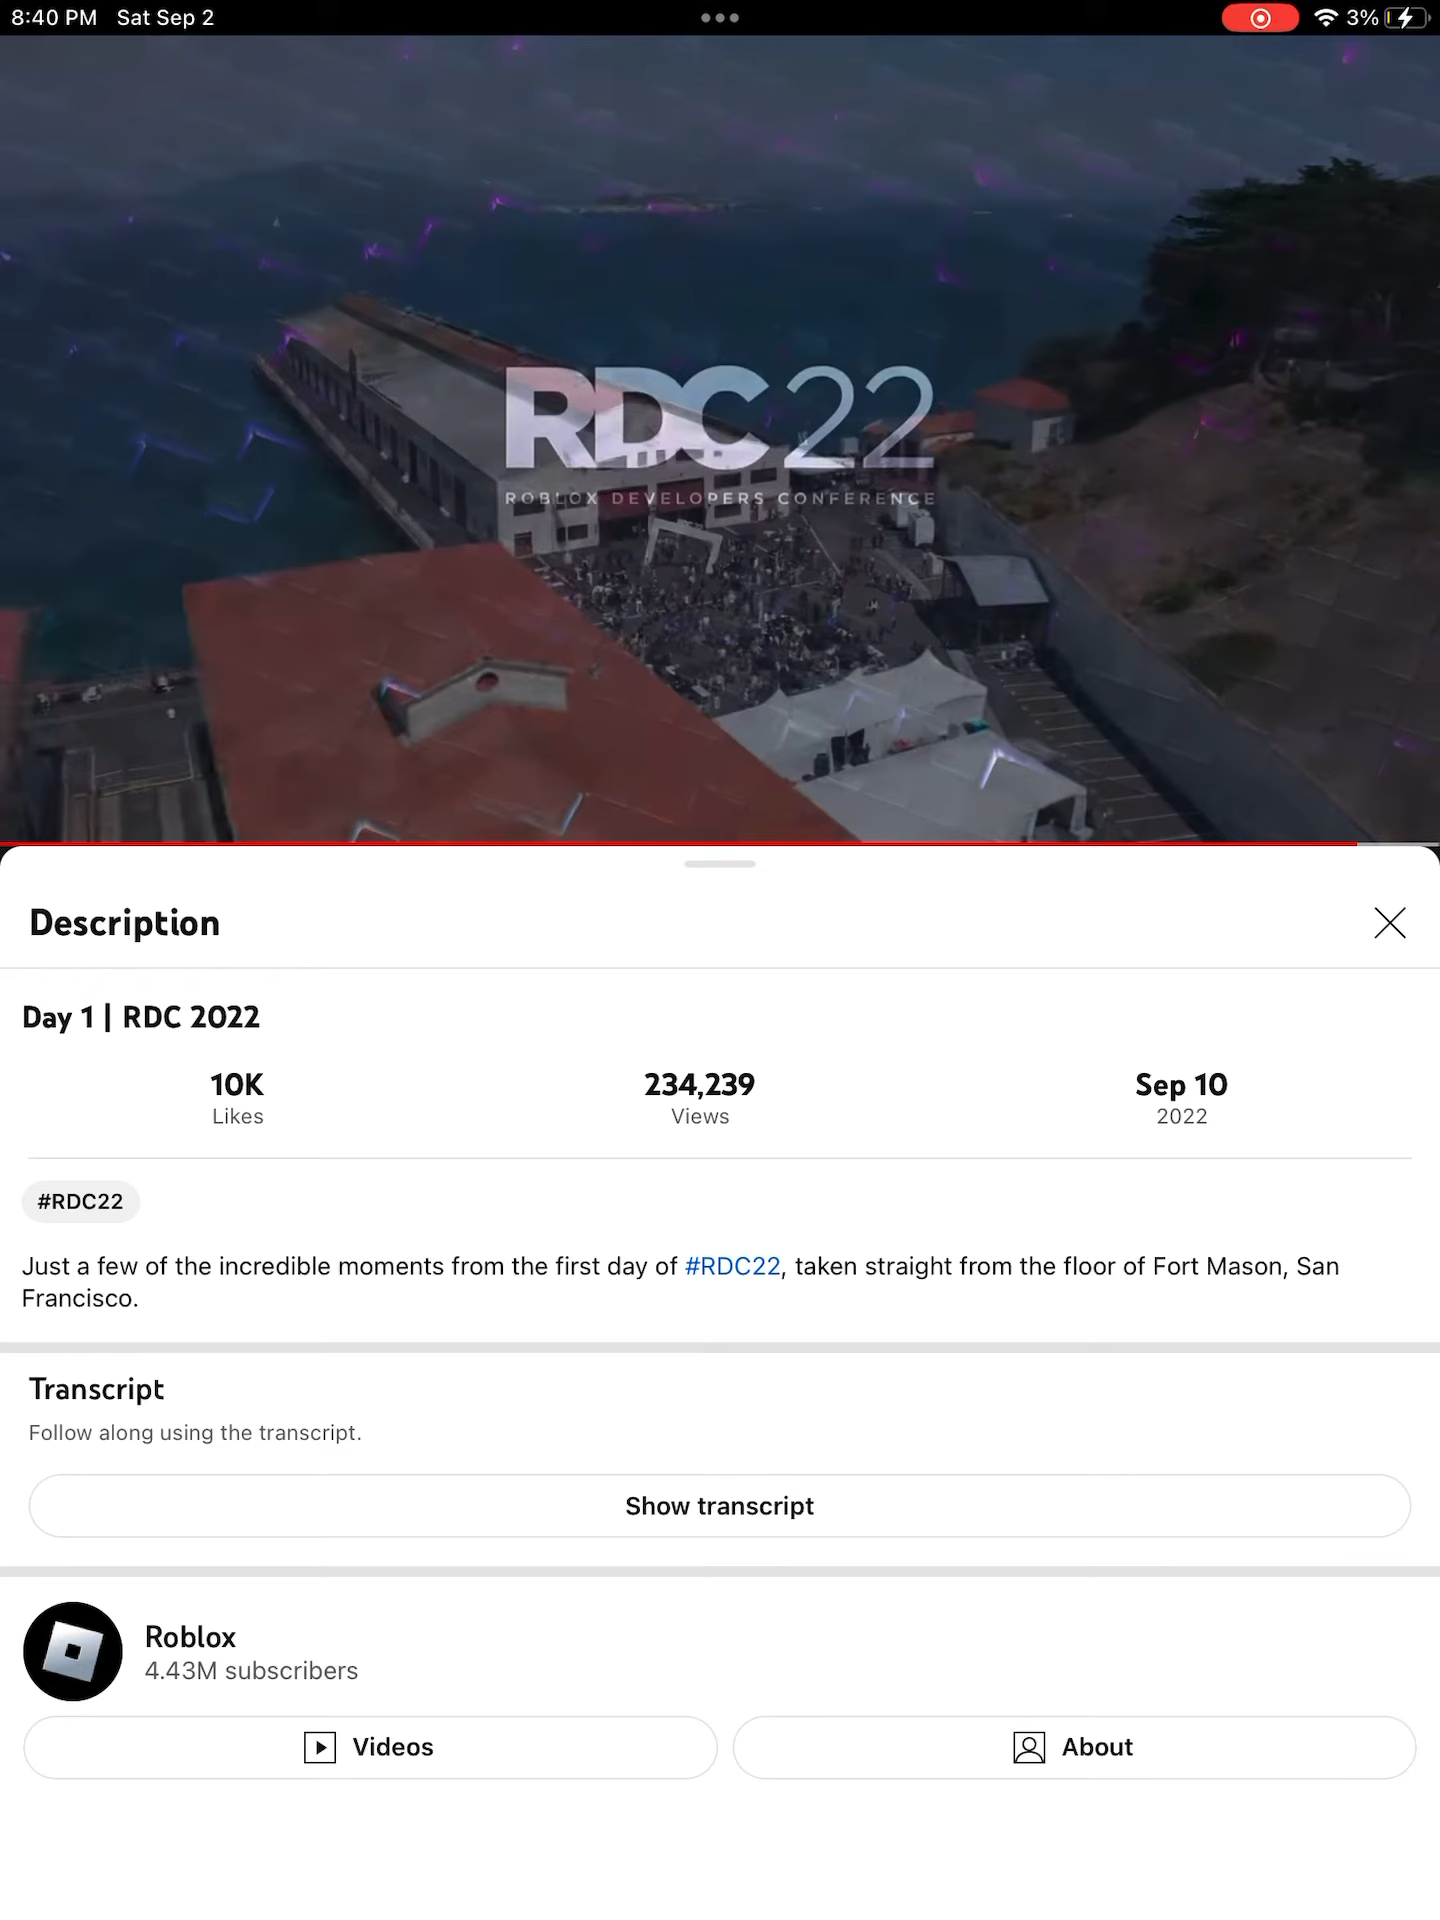 8:40 PM Sat Sep 2
3%
RDC22
ROBLOX DEVELOPERS CONFERENCE
Description
Day 1 | RDC 2022
10K 234,239 Sep 10
Likes Views 2022
#RDC22
Just a few of the incredible moments from the first day of #RDC22, taken straight from the floor of Fort Mason, San
Francisco.
Transcript
Follow along using the transcript.
Show transcript
Roblox
4.43M subscribers
Videos About